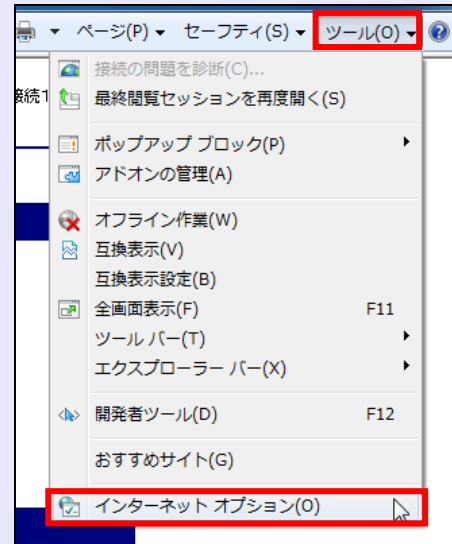 ページ(P) セーフティ(S) ツール(O)
接続の問題を診断(C)...
接続1
最終閲覧セッションを再度開く(S)
ポップアップ ブロック(P)
アドオンの管理(A)
オフライン作業(W)
互換表示(V)
互換表示設定(B)
全画面表示(F) F11
ツール バー(T)
エクスプローラー バー(X)
開発者ツール(D) F12
おすすめサイト(G)
インターネット オプション(O)